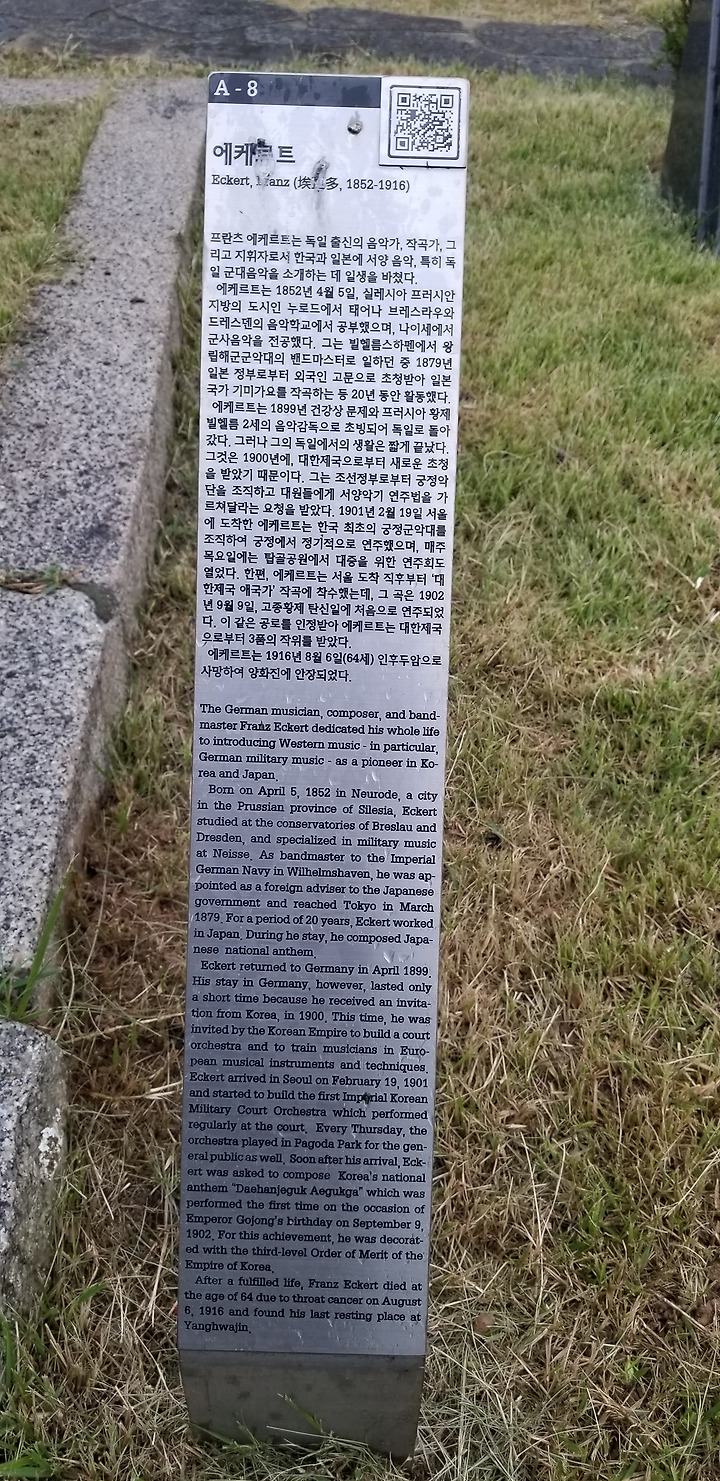 A - 8
에케르트
Eckert, Franz (埃 多, 1852-1916)
프란츠 에케르트는 독일 출신의 음악가, 작곡가, 그
리고 지휘자로서 한국과 일본에 서양 음악, 특히 독
일 군대음악을 소개하는 데 일생을 바쳤다.
에케르트는 1852년 4월 5일, 실레시아 프러시안
지방의 도시인 누로드에서 태어나 브레스라우와
드레스덴의 음악학교에서 공부했으며, 나이세에서
군사음악을 전공했다. 그는 빌헬름스하펜에서 왕
립해군군악대의 밴드마스터로 일하던 중 1879년
일본 정부로부터 외국인 고문으로 초청받아 일본
국가 기미가요를 작곡하는 등 20년 동안 활동했다.
에케르트는 1899년 건강상 문제와 프러시아 황제
빌헬름 2세의 음악감독으로 초빙되어 독일로 돌아
갔다. 그러나 그의 독일에서의 생활은 짧게 끝났다.
그것은 1900년에, 대한제국으로부터 새로운 초청
을 받았기 때문이다. 그는 조선정부로부터 궁정악
단을 조직하고 대원들에게 서양악기 연주법을 가
르쳐달라는 요청을 받았다. 1901년 2월 19일 서울
에 도착한 에케르트는 한국 최초의 궁정군악대를
조직하여 궁정에서 정기적으로 연주했으며, 매주
목요일에는 탑골공원에서 대중을 위한 연주회도
열었다. 한편, 에케르트는 서울 도착 직후부터 '대
한제국 애국가' 작곡에 착수했는데, 그 곡은 1902
년 9월 9일, 고종황제 탄신일에 처음으로 연주되었
다. 이 같은 공로를 인정받아 에케르트는 대한제국
으로부터 3품의 작위를 받았다.
에케르트는 1916년 8월 6일(64세) 인후두암으로
사망하여 양화진에 안장되었다.
The German musician, composer, and band-
master Franz Eckert dedicated his whole life
to introducing Western music - in particular,
German military music - as a pioneer in Ko-
rea and Japan.
Born on April 5, 1852 in Neurode, a city
in the Prussian province of Silesia, Eckert
studied at the conservatories of Breslau and
Dresden, and specialized in military music
at Neisse. As bandmaster to the Imperial
German Navy in Wilhelmshaven, he was ap-
pointed as a foreign adviser to the Japanese
government and reached Tokyo in March
1879. For a period of 20 years, Eckert worked
in Japan. During he stay, he composed Japa-
nese national anthem.
Eckert returned to Germany in April 1899.
His stay in Germany, however, lasted only
a short time because he received an invita-
tion from Korea, in 1900. This time, he was
invited by the Korean Empire to build a court
orchestra and to train musicians in Euro-
pean musical instruments and techniques.
Eckert arrived in Seoul on February 19, 1901
and started to build the first Imperial Korean
Military Court Orchestra which performed
regularly at the court. Every Thursday, the
orchestra played in Pagoda Park for the gen-
eral public as well. Soon after his arrival, Eck-
ert was asked to compose Korea's national
anthem "Daehanjeguk Aegukga" which was
performed the first time on the occasion of
Emperor Gojong's birthday on September 9,
1902. For this achievement, he was decorat-
ed with the third-level Order of Merit of the
Empire of Korea.
After a fulfilled life, Franz Eckert died at
the age of 64 due to throat cancer on August
6, 1916 and found his last resting place at
Yanghwajin.